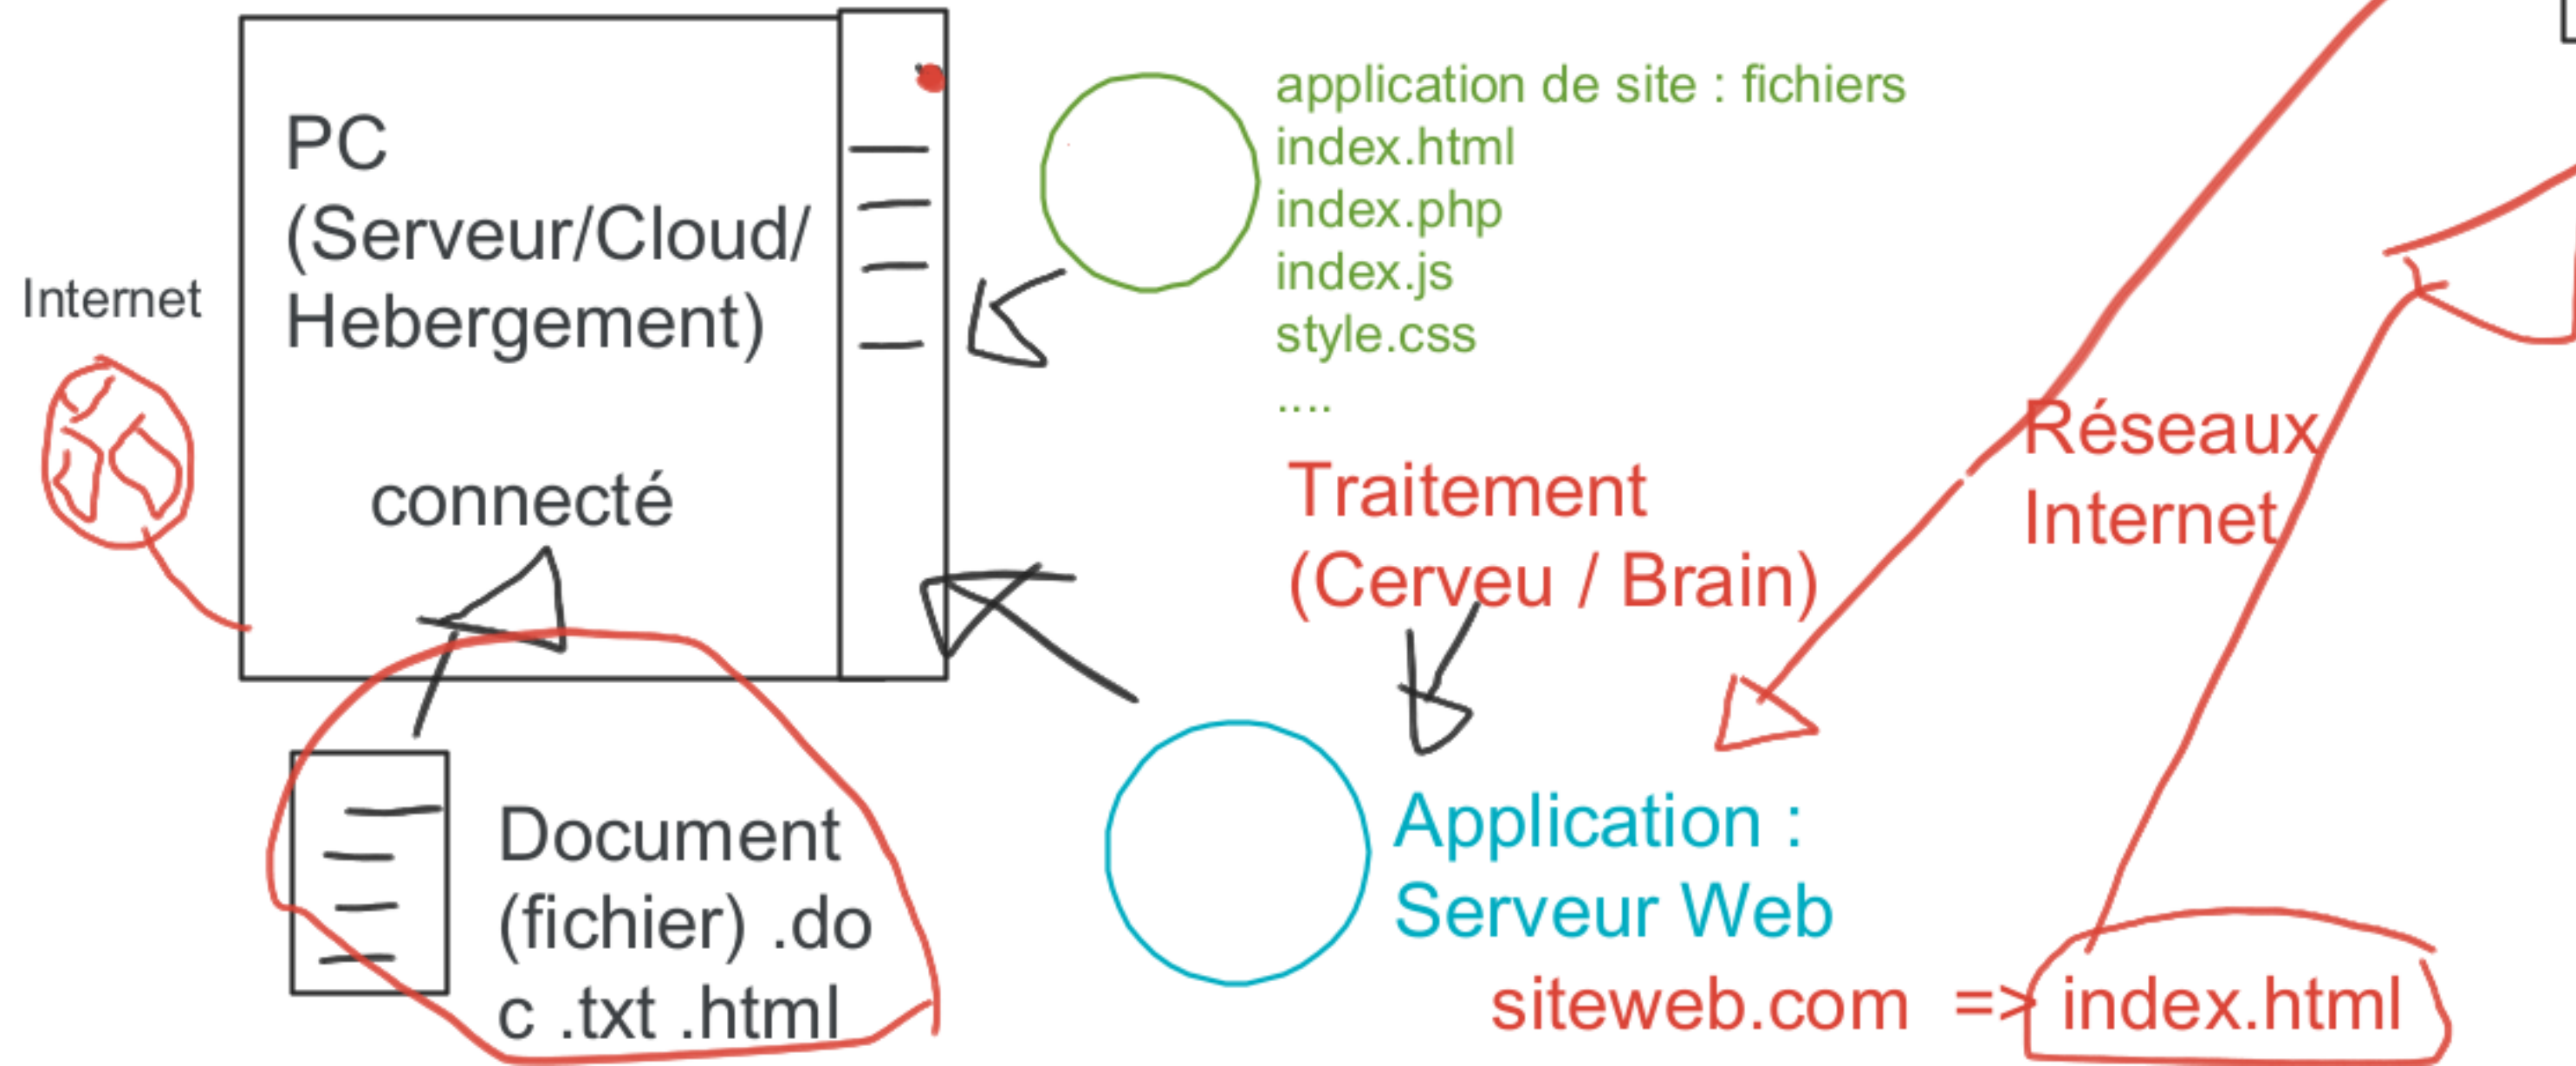 Internet
PC
(Serveur/Cloud/
Hebergement)
connecté
Document
(fichier) .do
c .txt .html
application de site : fichiers
index.html
index.php
index.js
style.css
....
Traitement
(Cerveu / Brain)
Réseaux
Internet
Application :
Serveur Web
siteweb.com => index.html